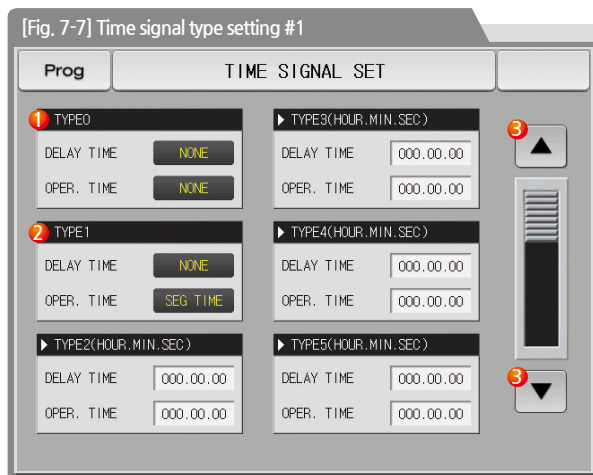 [Fig. 7-7] Time signal type setting #1
Prog
TIME SIGNAL SET
1 TYPE0
DELAY TIME NONE
OPER. TIME NONE
2 TYPE1
DELAY TIME NONE
OPER. TIME SEG TIME
TYPE2(HOUR.MIN.SEC)
DELAY TIME 000.00.00
OPER. TIME 000.00.00
TYPE3(HOUR.MIN.SEC)
DELAY TIME 000.00.00
OPER. TIME 000.00.00
TYPE4(HOUR.MIN.SEC)
DELAY TIME 000.00.00
OPER. TIME 000.00.00
TYPE5(HOUR.MIN.SEC)
DELAY TIME 000.00.00
OPER. TIME 000.00.00
3
3